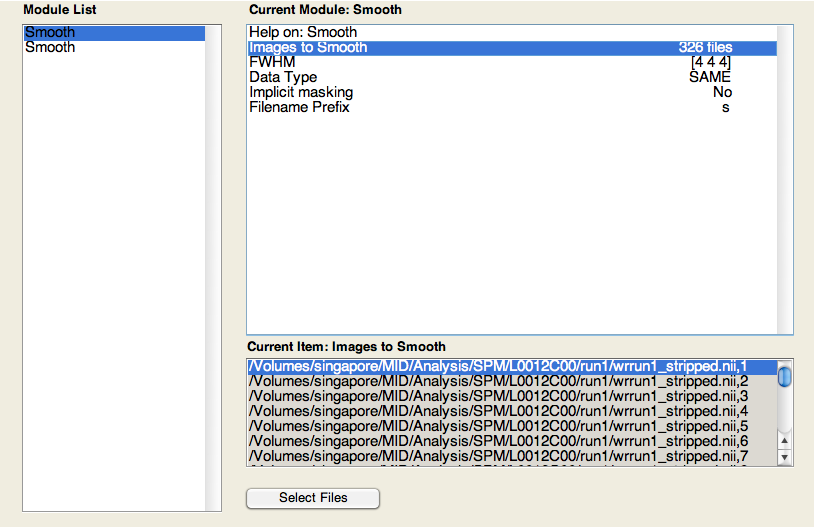 Module List
Smooth
Smooth
Current Module: Smooth
Help on: Smooth
Images to Smooth 326 files
FWHM [4 4 4]
Data Type SAME
Implicit masking No
Filename Prefix s
Current Item: Images to Smooth
/Volumes/singapore/MID/Analysis/SPM/L0012C00/run1/wrrun1_stripped.nii,1
/Volumes/singapore/MID/Analysis/SPM/L0012C00/run1/wrrun1_stripped.nii,2
/Volumes/singapore/MID/Analysis/SPM/L0012C00/run1/wrrun1_stripped.nii,3
/Volumes/singapore/MID/Analysis/SPM/L0012C00/run1/wrrun1_stripped.nii,4
/Volumes/singapore/MID/Analysis/SPM/L0012C00/run1/wrrun1_stripped.nii,5
/Volumes/singapore/MID/Analysis/SPM/L0012C00/run1/wrrun1_stripped.nii,6
/Volumes/singapore/MID/Analysis/SPM/L0012C00/run1/wrrun1_stripped.nii,7
Select Files